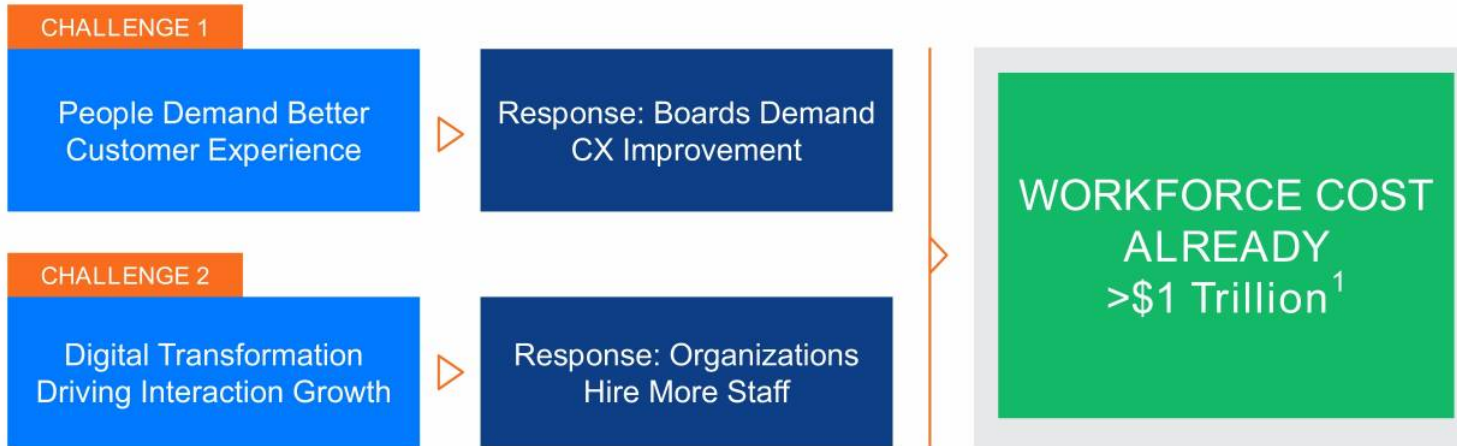 CHALLENGE 1
People Demand Better
Customer Experience
Response: Boards Demand
CX Improvement
CHALLENGE 2
Digital Transformation
Driving Interaction Growth
Response: Organizations
Hire More Staff
WORKFORCE COST
ALREADY
>$1 Trillion¹